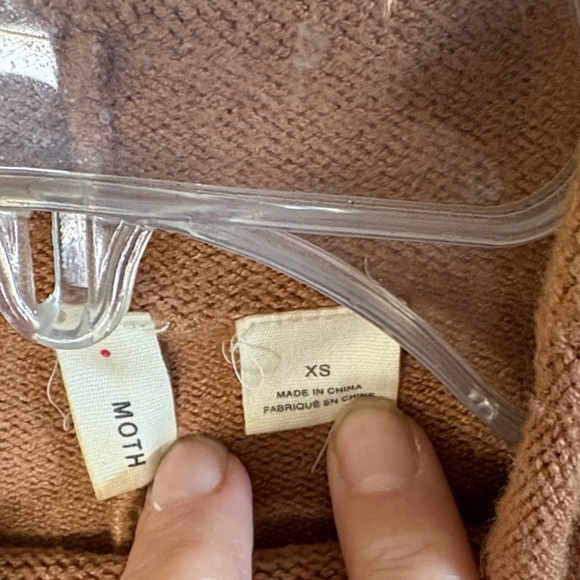 MOTH
XS
MADE IN CHINA
FABRIQUÉ EN CHINE